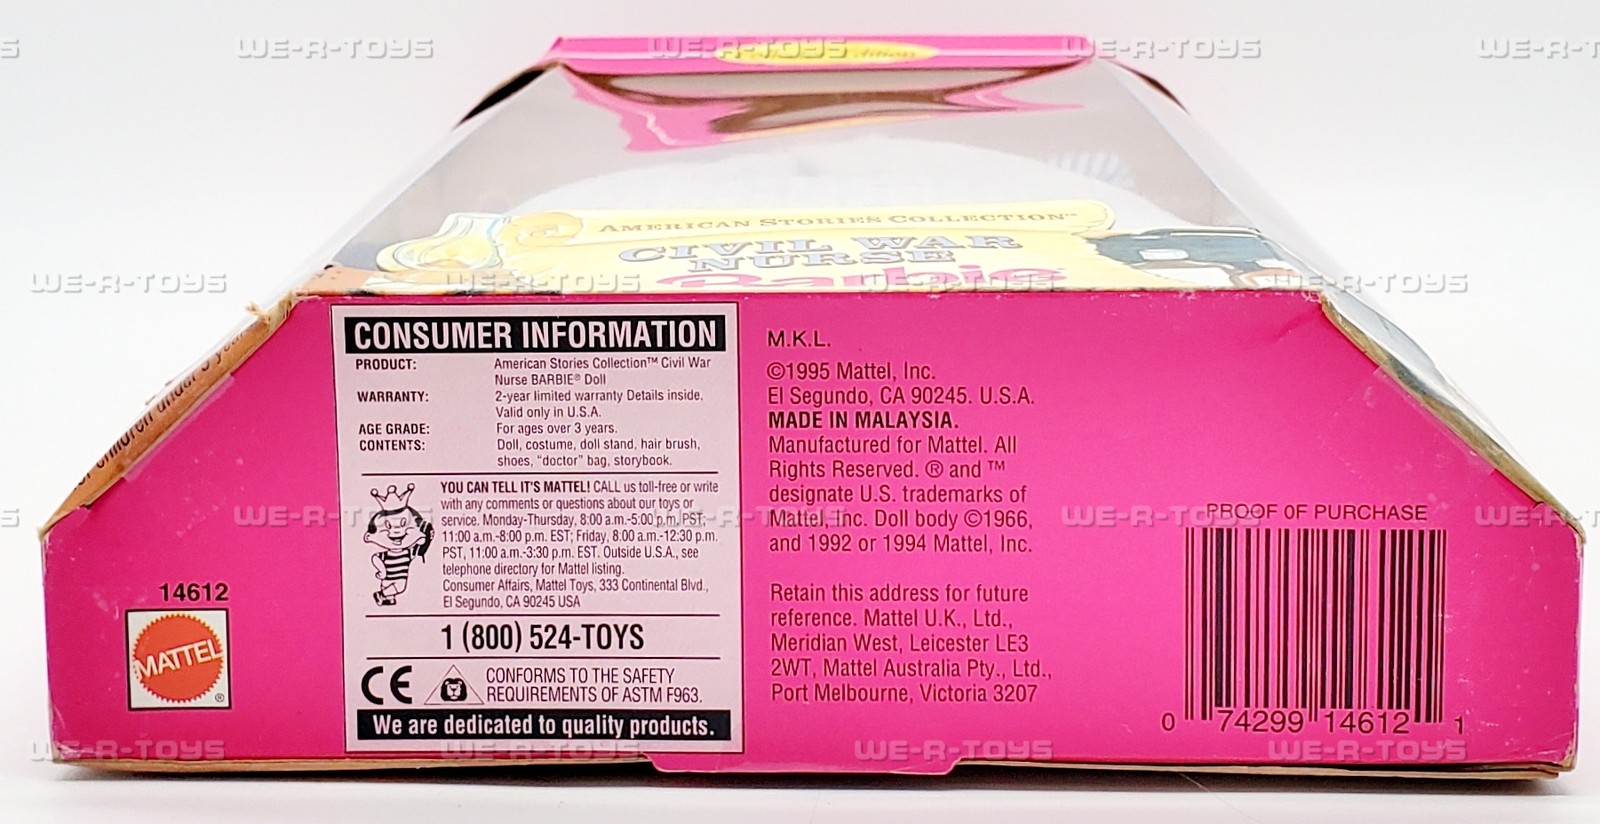 Edition
AMERICAN STORIES COLLECTION™
CIVIL WAR
NURSE
Barbie
children under 3 year
CONSUMER INFORMATION
PRODUCT: American Stories Collection™ Civil War
Nurse BARBIE® Doll
WARRANTY: 2-year limited warranty Details inside.
Valid only in U.S.A.
AGE GRADE: For ages over 3 years.
CONTENTS: Doll, costume, doll stand, hair brush,
shoes, "doctor" bag, storybook.
YOU CAN TELL IT'S MATTEL! CALL us toll-free or write
with any comments or questions about our toys or
service. Monday-Thursday, 8:00 a.m.-5:00 p.m. PST;
11:00 a.m.-8:00 p.m. EST; Friday, 8:00 a.m.-12:30 p.m.
PST, 11:00 a.m.-3:30 p.m. EST. Outside U.S.A., see
telephone directory for Mattel listing.
Consumer Affairs, Mattel Toys, 333 Continental Blvd.,
El Segundo, CA 90245 USA
1 (800) 524-TOYS
CE CONFORMS TO THE SAFETY
REQUIREMENTS OF ASTM F963.
We are dedicated to quality products.
14612
MATTEL®
M.K.L.
©1995 Mattel, Inc.
El Segundo, CA 90245. U.S.A.
MADE IN MALAYSIA.
Manufactured for Mattel. All
Rights Reserved. ® and ™
designate U.S. trademarks of
Mattel, Inc. Doll body ©1966,
and 1992 or 1994 Mattel, Inc.
Retain this address for future
reference. Mattel U.K., Ltd.,
Meridian West, Leicester LE3
2WT, Mattel Australia Pty., Ltd.,
Port Melbourne, Victoria 3207
PROOF OF PURCHASE
0 74299 14612 1
WE-R-TOYS